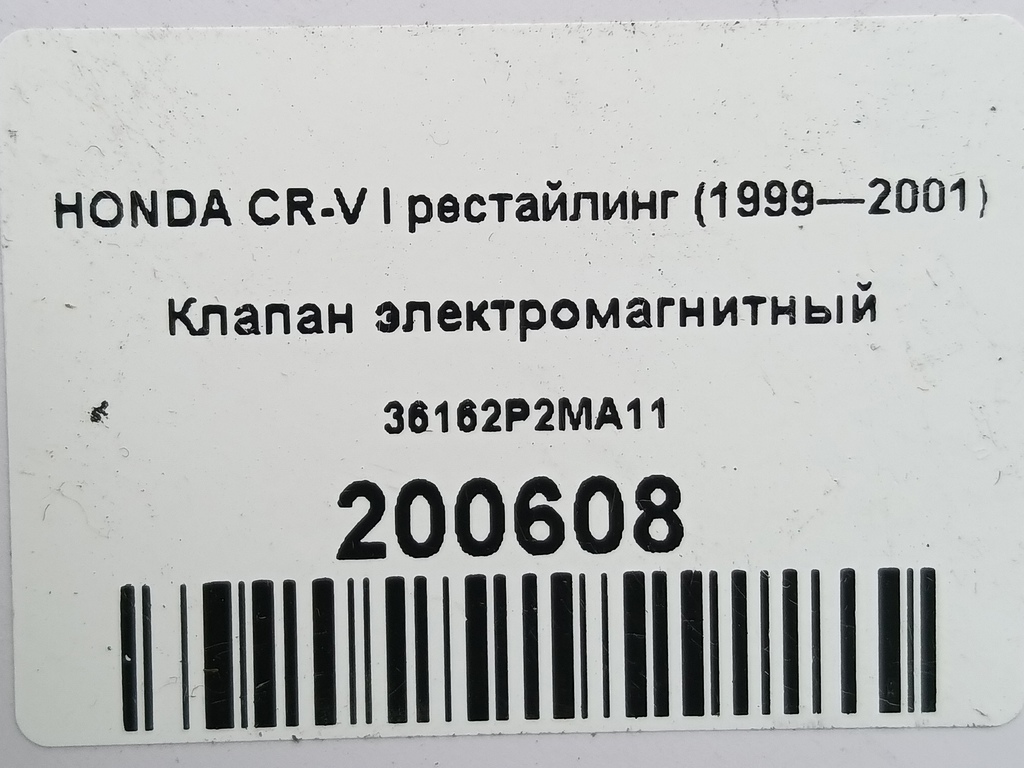 HONDA CR-V I рестайлинг (1999—2001)
Клапан электромагнитный
36162P2MA11
200608